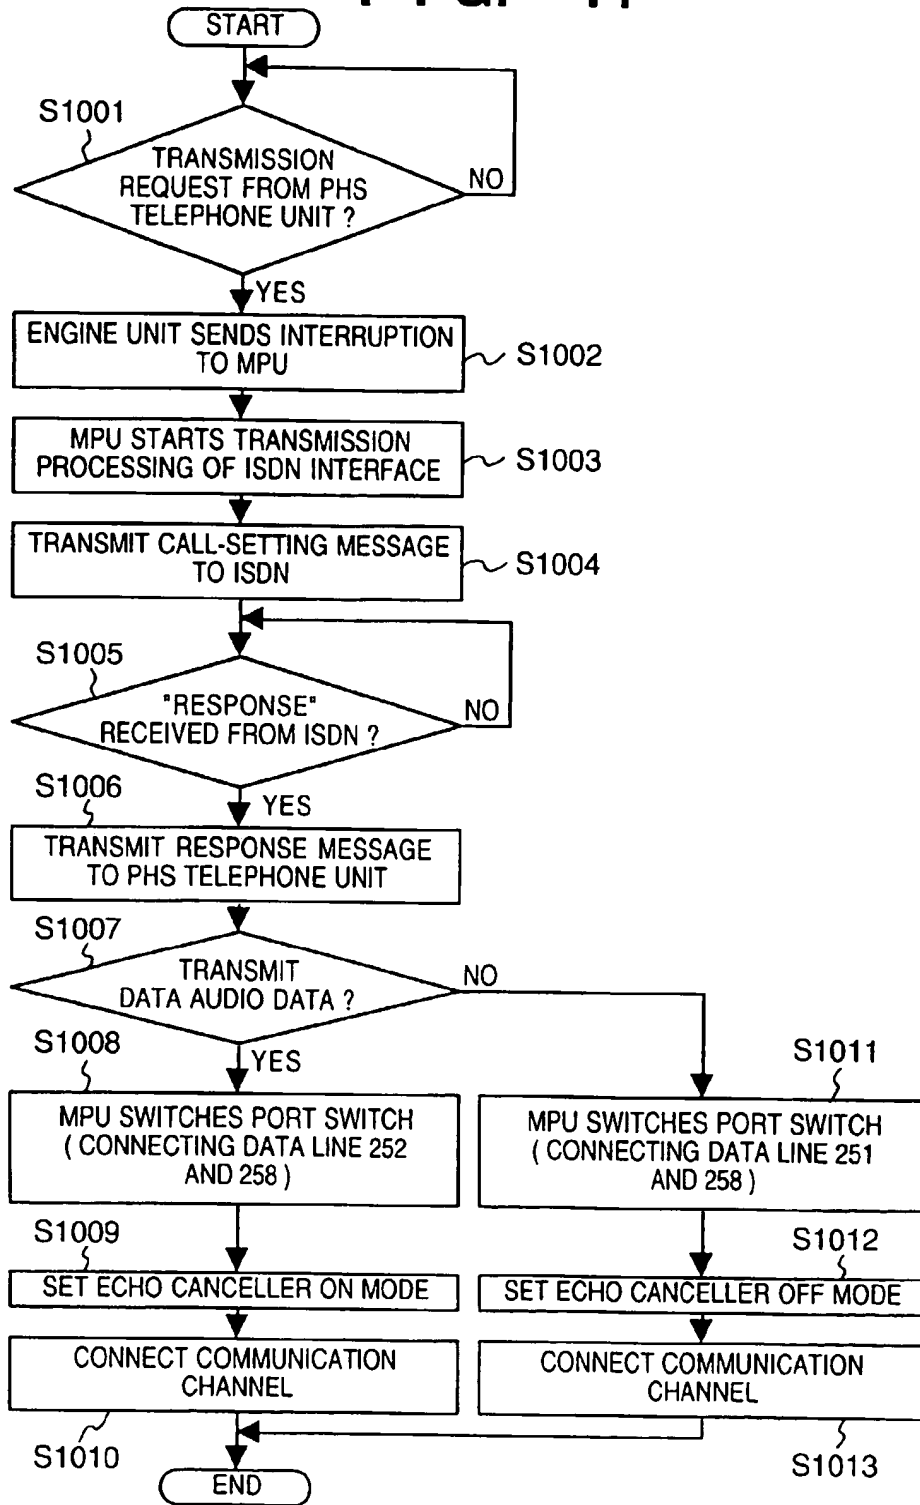 START
S1001
TRANSMISSION
REQUEST FROM PHS
TELEPHONE UNIT ?
NO
YES
ENGINE UNIT SENDS INTERRUPTION
TO MPU
S1002
MPU STARTS TRANSMISSION
PROCESSING OF ISDN INTERFACE
S1003
TRANSMIT CALL-SETTING MESSAGE
TO ISDN
S1004
S1005
"RESPONSE"
RECEIVED FROM ISDN ?
NO
YES
S1006
TRANSMIT RESPONSE MESSAGE
TO PHS TELEPHONE UNIT
S1007
TRANSMIT
DATA AUDIO DATA ?
NO
YES
S1008
MPU SWITCHES PORT SWITCH
( CONNECTING DATA LINE 252
AND 258 )
S1009
SET ECHO CANCELLER ON MODE
CONNECT COMMUNICATION
CHANNEL
S1010
S1011
MPU SWITCHES PORT SWITCH
( CONNECTING DATA LINE 251
AND 258 )
S1012
SET ECHO CANCELLER OFF MODE
CONNECT COMMUNICATION
CHANNEL
S1013
END